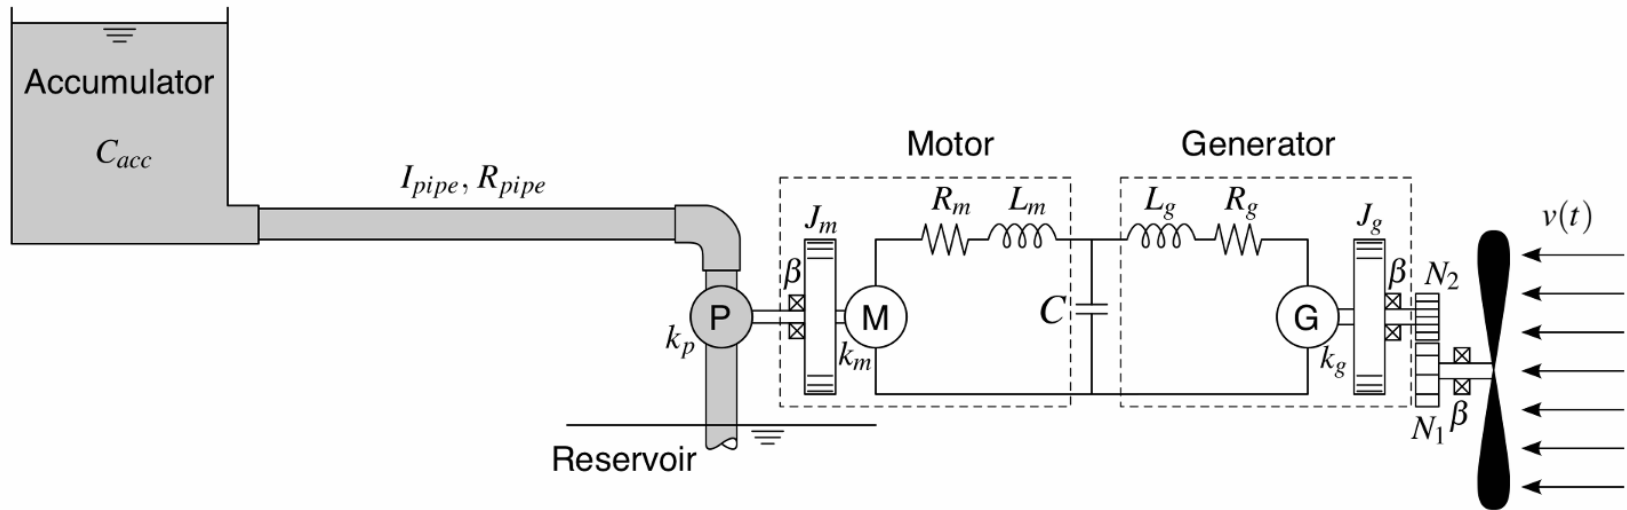 Accumulator
C_acc
I_pipe, R_pipe
Motor
Generator
R_m
L_m
L_g
R_g
J_m
J_g
v(t)
β
β
N_2
P
M
C
G
k_p
k_m
k_g
N_1
β
Reservoir